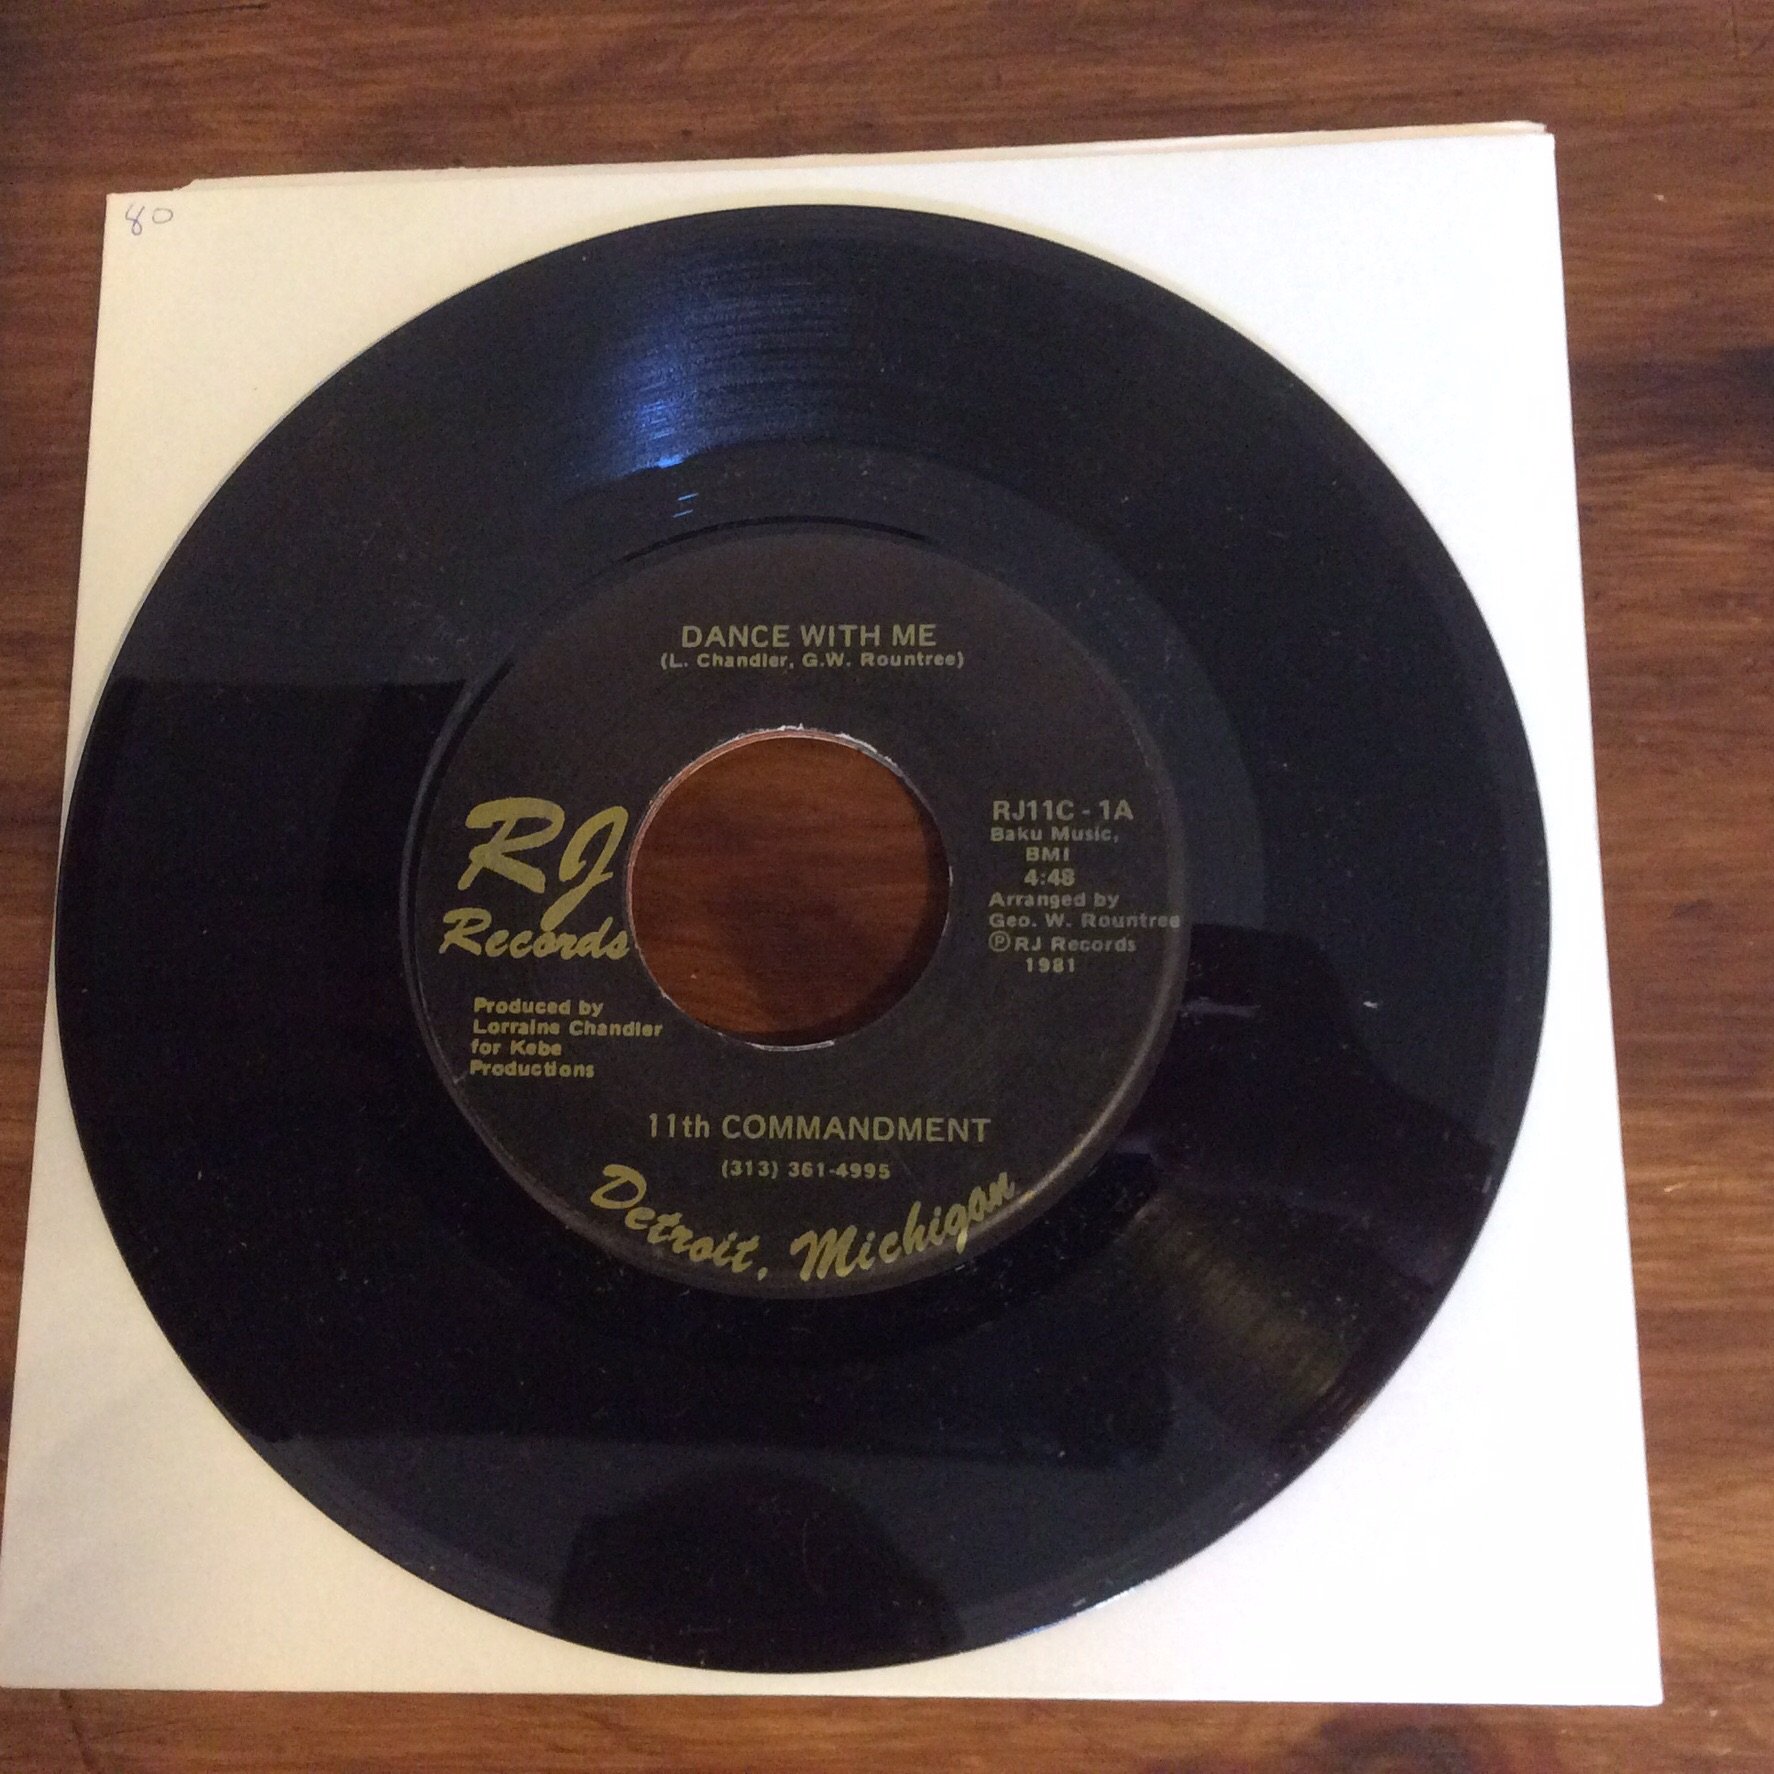 80
DANCE WITH ME
(L. Chandler, G.W. Rountree)
RJ
Records
RJ11C - 1A
Baku Music,
BMI
4:48
Arranged by
Geo. W. Rountree
Ⓟ RJ Records
1981
Produced by
Lorraine Chandler
for Kebe
Productions
11th COMMANDMENT
(313) 361-4995
Detroit, Michigan